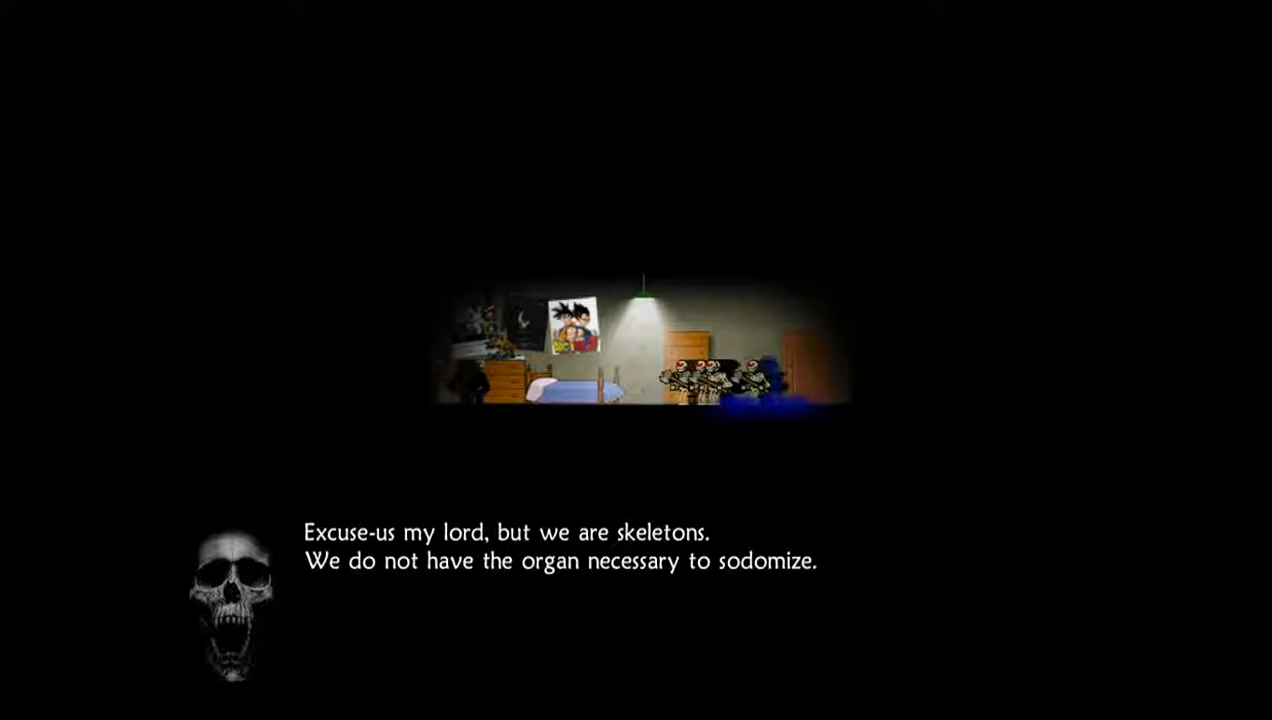 Excuse-us my lord, but we are skeletons.
We do not have the organ necessary to sodomize.